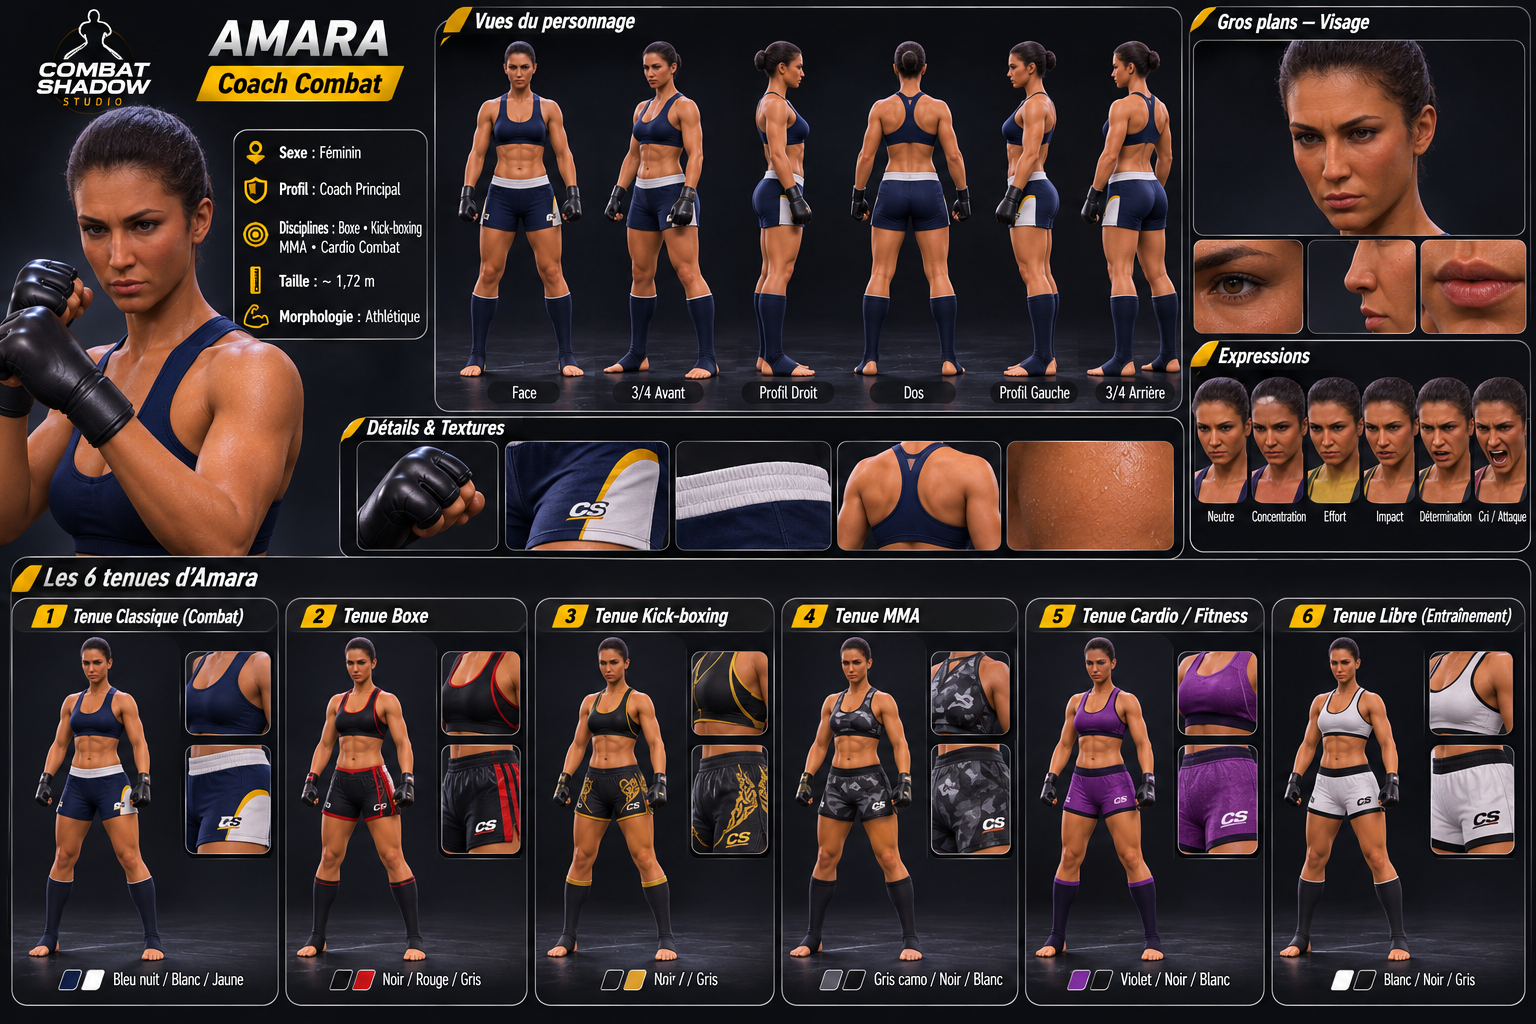 COMBAT
SHADOW
STUDIO
AMARA
Coach Combat
Sexe : Féminin
Profil : Coach Principal
Disciplines : Boxe • Kick-boxing
MMA • Cardio Combat
Taille : ~ 1,72 m
Morphologie : Athlétique
Vues du personnage
Face
3/4 Avant
Profil Droit
Dos
Profil Gauche
3/4 Arrière
Gros plans – Visage
Expressions
Neutre
Concentration
Effort
Impact
Détermination
Cri / Attaque
Détails & Textures
CS
Les 6 tenues d'Amara
1 Tenue Classique (Combat)
CS
Bleu nuit / Blanc / Jaune
2 Tenue Boxe
CS
CS
Noir / Rouge / Gris
3 Tenue Kick-boxing
CS
CS
Noir / / Gris
4 Tenue MMA
CS
CS
Gris camo / Noir / Blanc
5 Tenue Cardio / Fitness
CS
CS
Violet / Noir / Blanc
6 Tenue Libre (Entraînement)
CS
CS
Blanc / Noir / Gris